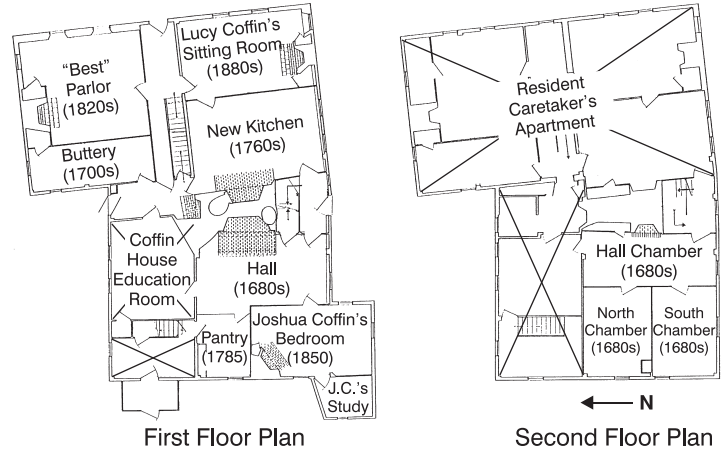 “Best”
Parlor
(1820s)
Lucy Coffin’s
Sitting Room
(1880s)
New Kitchen
(1760s)
Buttery
(1700s)
Coffin
House
Education
Room
Hall
(1680s)
Pantry
(1785)
Joshua Coffin’s
Bedroom
(1850)
J.C.’s
Study
First Floor Plan
Resident
Caretaker’s
Apartment
Hall Chamber
(1680s)
North
Chamber
(1680s)
South
Chamber
(1680s)
N
Second Floor Plan